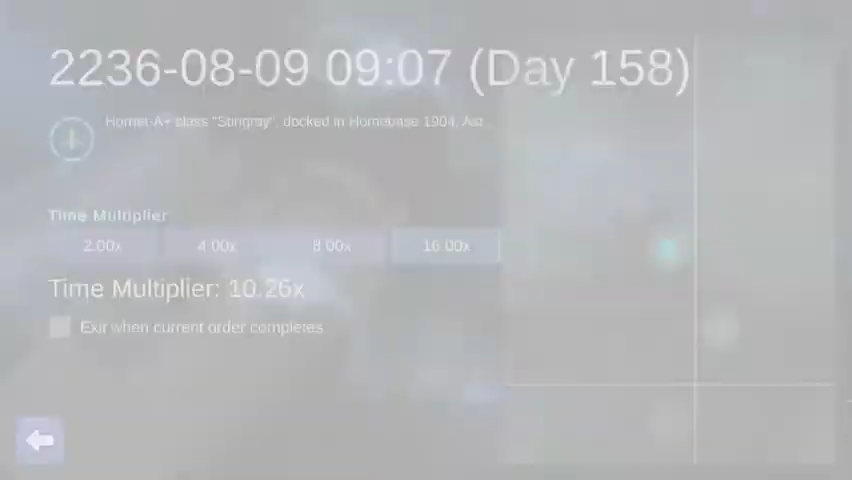 2236-08-09 09:07 (Day 158)
Hornet-A+ class "Stingray", docked in Homebase 1904,
Time Multiplier
2.00x 4.00x 8.00x 16.00x
Time Multiplier: 10.26x
Exit when current order completes